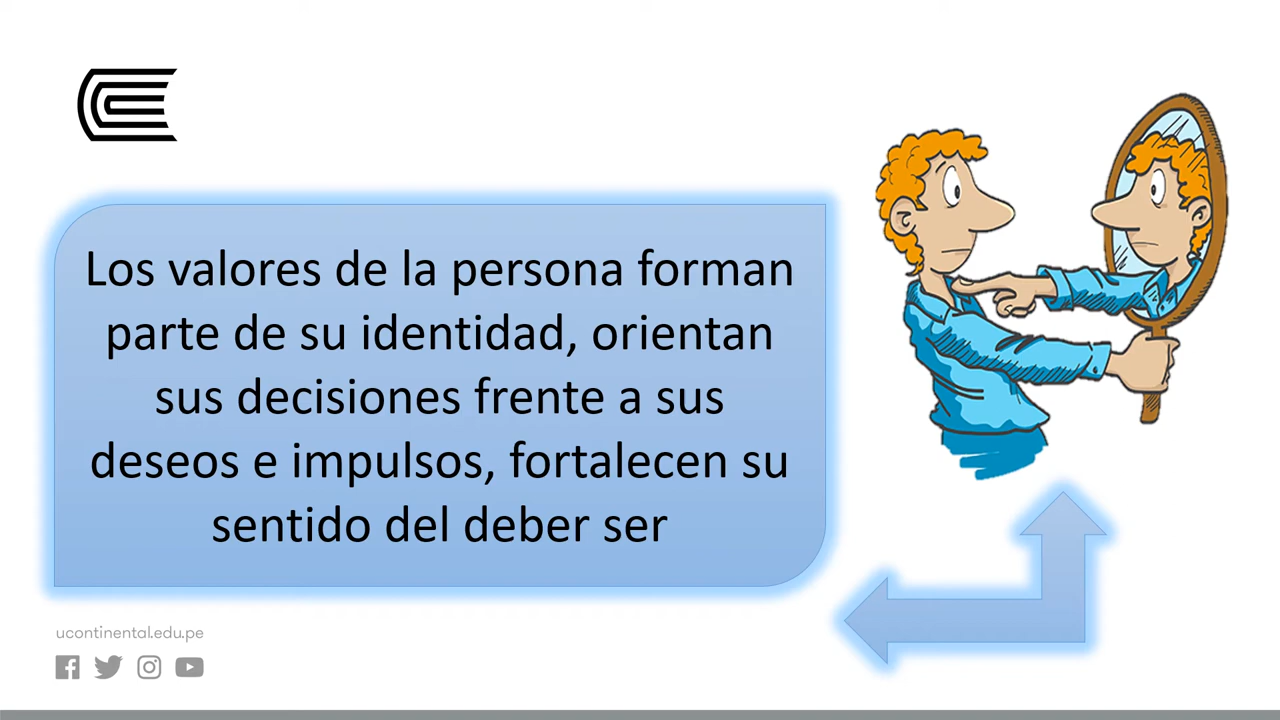 Los valores de la persona forman
parte de su identidad, orientan
sus decisiones frente a sus
deseos e impulsos, fortalecen su
sentido del deber ser
ucontinental.edu.pe